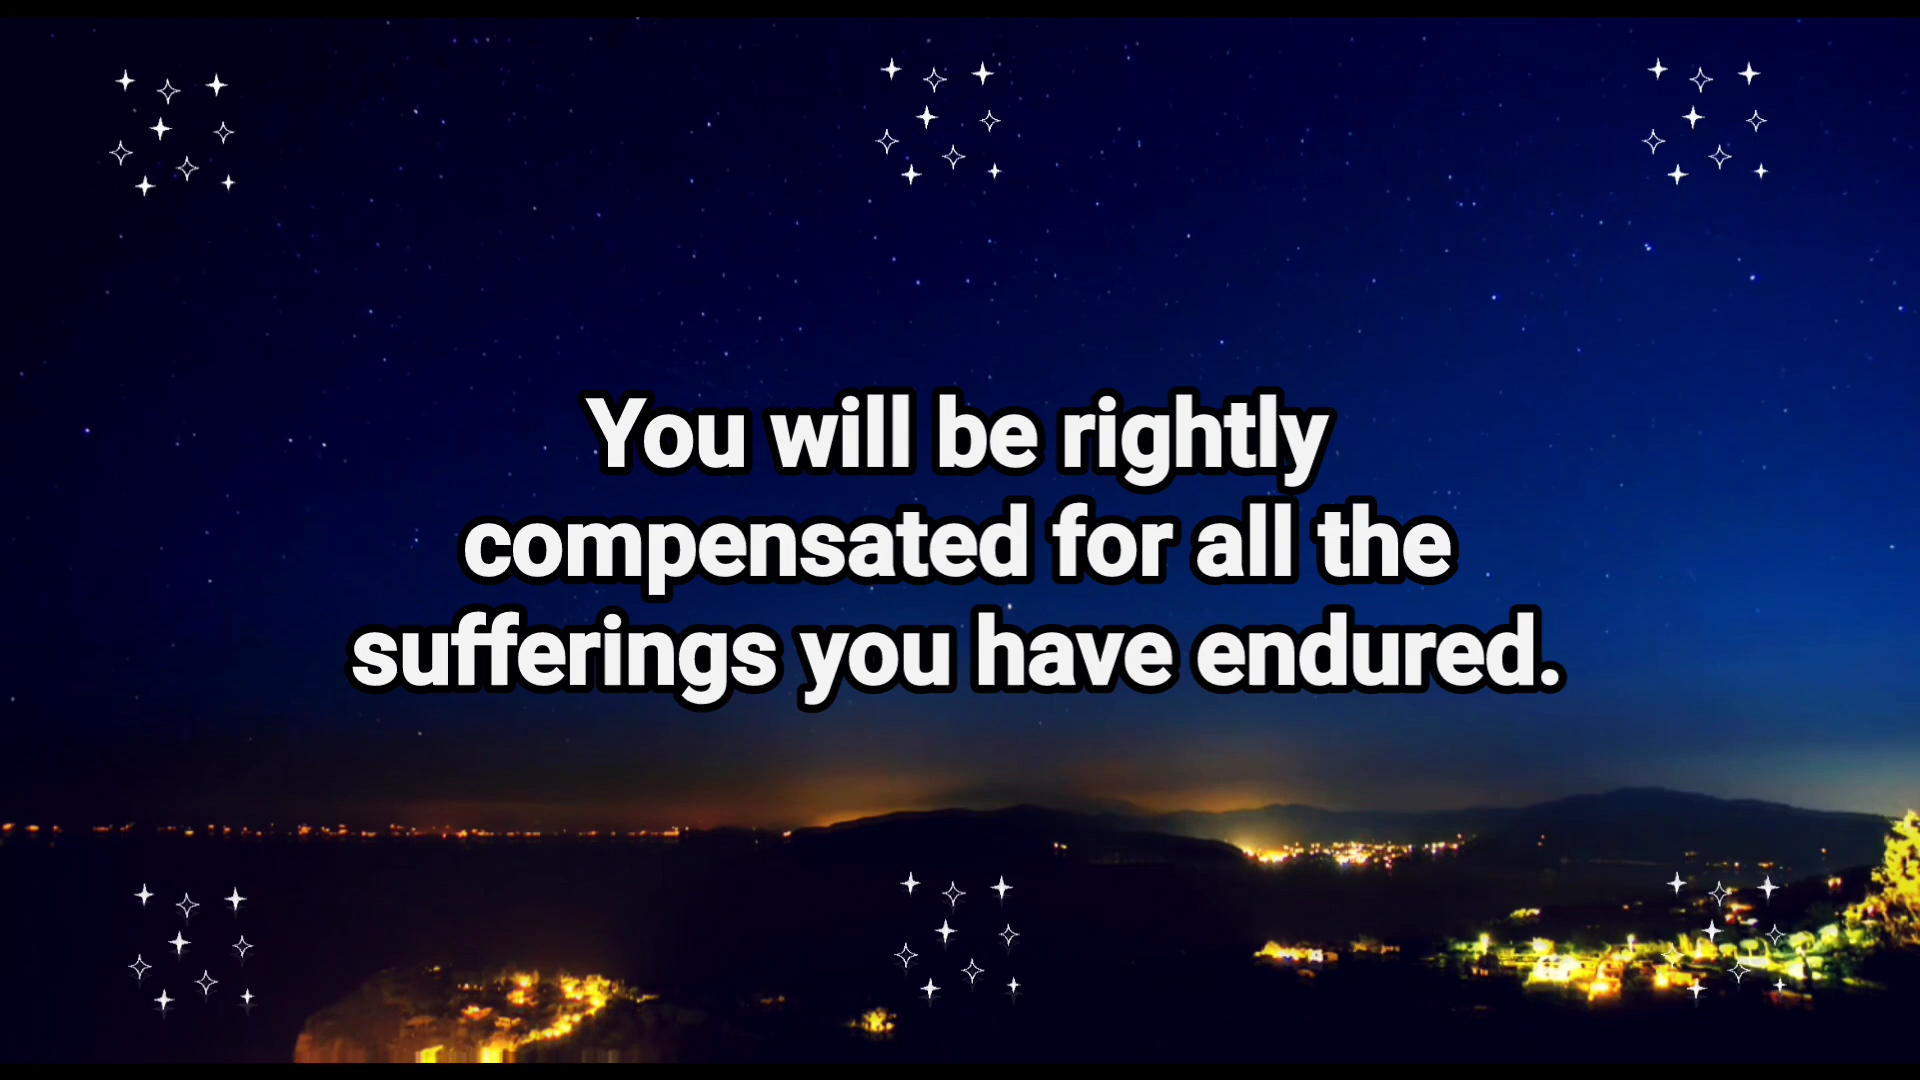 You will be rightly
compensated for all the
sufferings you have endured.